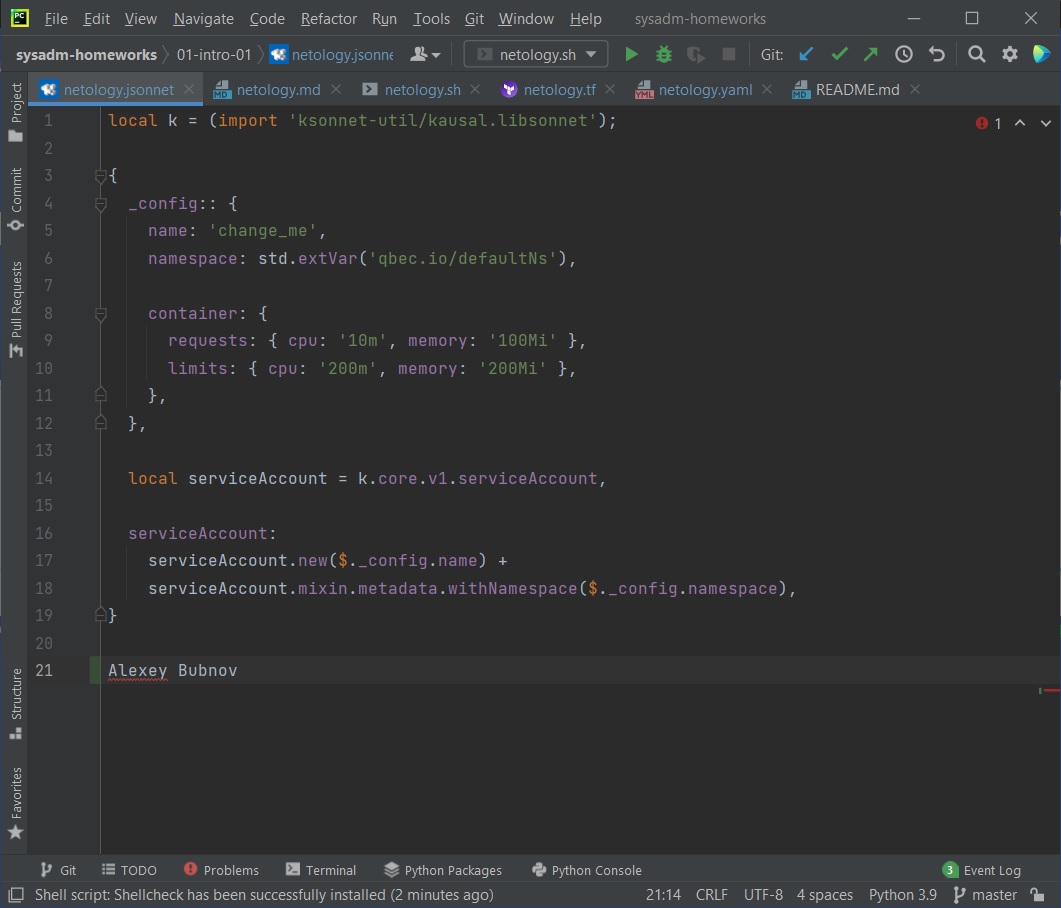 PC File Edit View Navigate Code Refactor Run Tools Git Window Help sysadm-homeworks
sysadm-homeworks 01-intro-01 netology.jsonne netology.sh Git:
netology.jsonnet netology.md netology.sh netology.tf netology.yaml README.md
Project
Commit
Pull Requests
Structure
Favorites
1 local k = (import 'ksonnet-util/kausal.libsonnet');
1
2
3 {
4 _config:: {
5 name: 'change_me',
6 namespace: std.extVar('qbec.io/defaultNs'),
7
8 container: {
9 requests: { cpu: '10m', memory: '100Mi' },
10 limits: { cpu: '200m', memory: '200Mi' },
11 },
12 },
13
14 local serviceAccount = k.core.v1.serviceAccount,
15
16 serviceAccount:
17 serviceAccount.new($._config.name) +
18 serviceAccount.mixin.metadata.withNamespace($._config.namespace),
19 }
20
21 Alexey Bubnov
Git TODO Problems Terminal Python Packages Python Console 3 Event Log
Shell script: Shellcheck has been successfully installed (2 minutes ago) 21:14 CRLF UTF-8 4 spaces Python 3.9 master